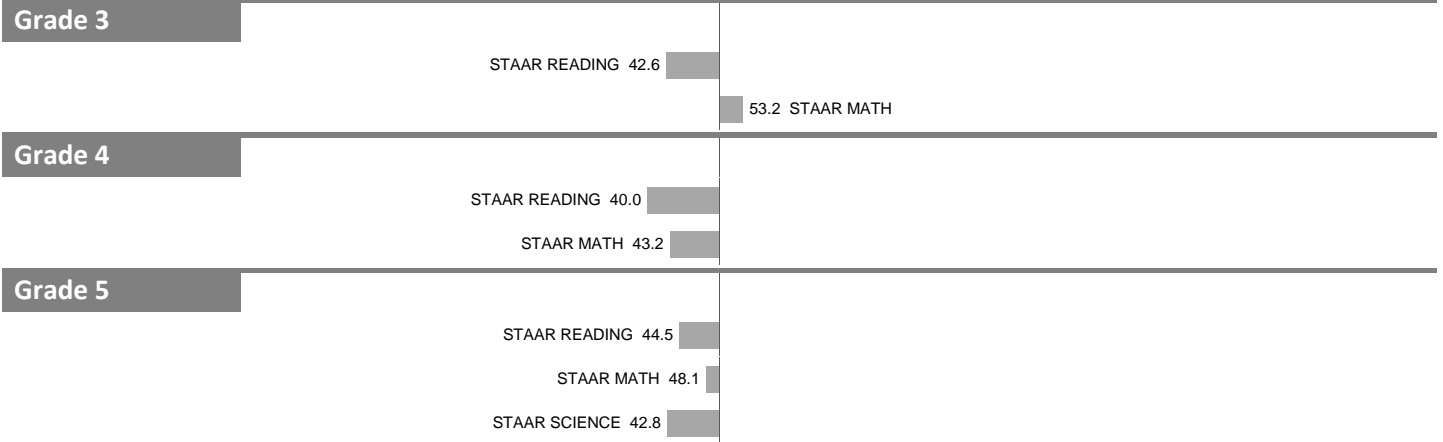 Grade 3
STAAR READING 42.6
53.2 STAAR MATH
Grade 4
STAAR READING 40.0
STAAR MATH 43.2
Grade 5
STAAR READING 44.5
STAAR MATH 48.1
STAAR SCIENCE 42.8